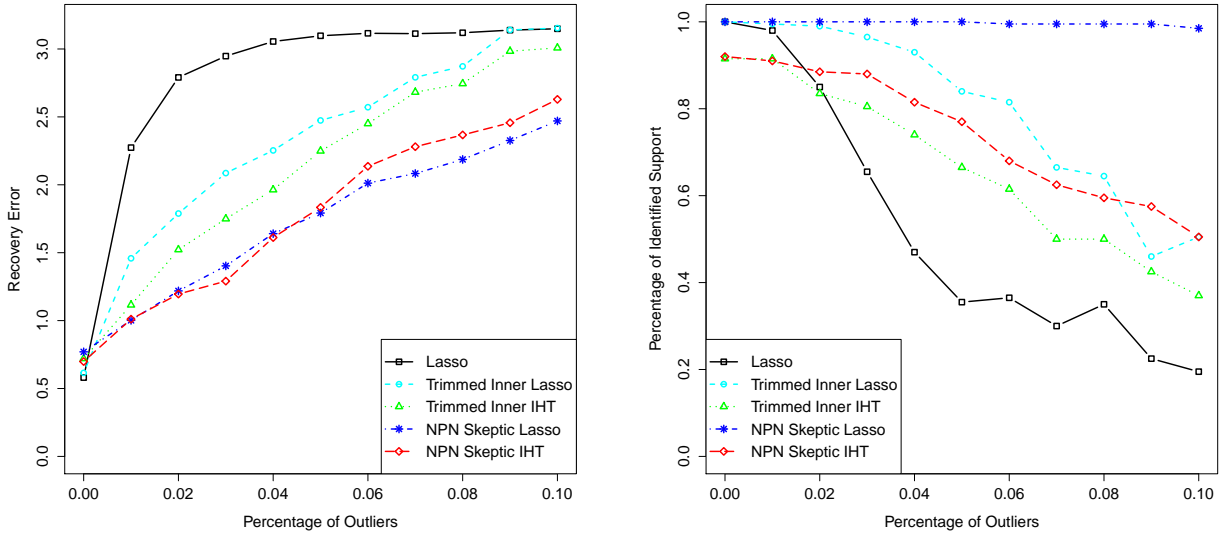 Recovery Error
3.0
2.5
2.0
1.5
1.0
0.5
0.0
Lasso
Trimmed Inner Lasso
Trimmed Inner IHT
NPN Skeptic Lasso
NPN Skeptic IHT
0.00 0.02 0.04 0.06 0.08 0.10
Percentage of Outliers
Percentage of Identified Support
1.0
0.8
0.6
0.4
0.2
0.0
Lasso
Trimmed Inner Lasso
Trimmed Inner IHT
NPN Skeptic Lasso
NPN Skeptic IHT
0.00 0.02 0.04 0.06 0.08 0.10
Percentage of Outliers